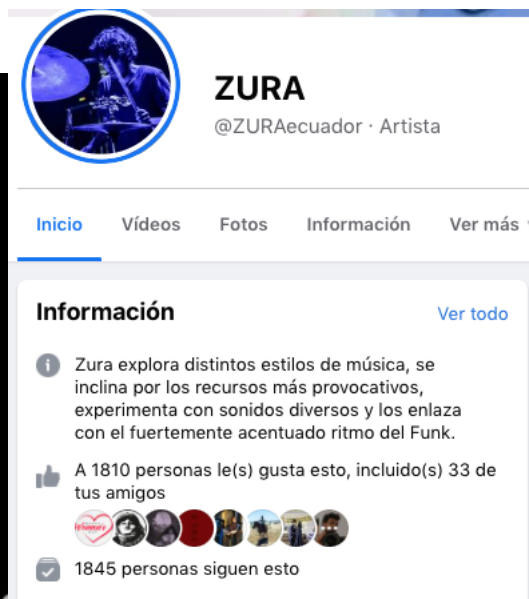 ZURA
@ZURAecuador · Artista
Inicio Vídeos Fotos Información Ver más
Información Ver todo
Zura explora distintos estilos de música, se
inclina por los recursos más provocativos,
experimenta con sonidos diversos y los enlaza
con el fuertemente acentuado ritmo del Funk.
A 1810 personas le(s) gusta esto, incluido(s) 33 de
tus amigos
1845 personas siguen esto